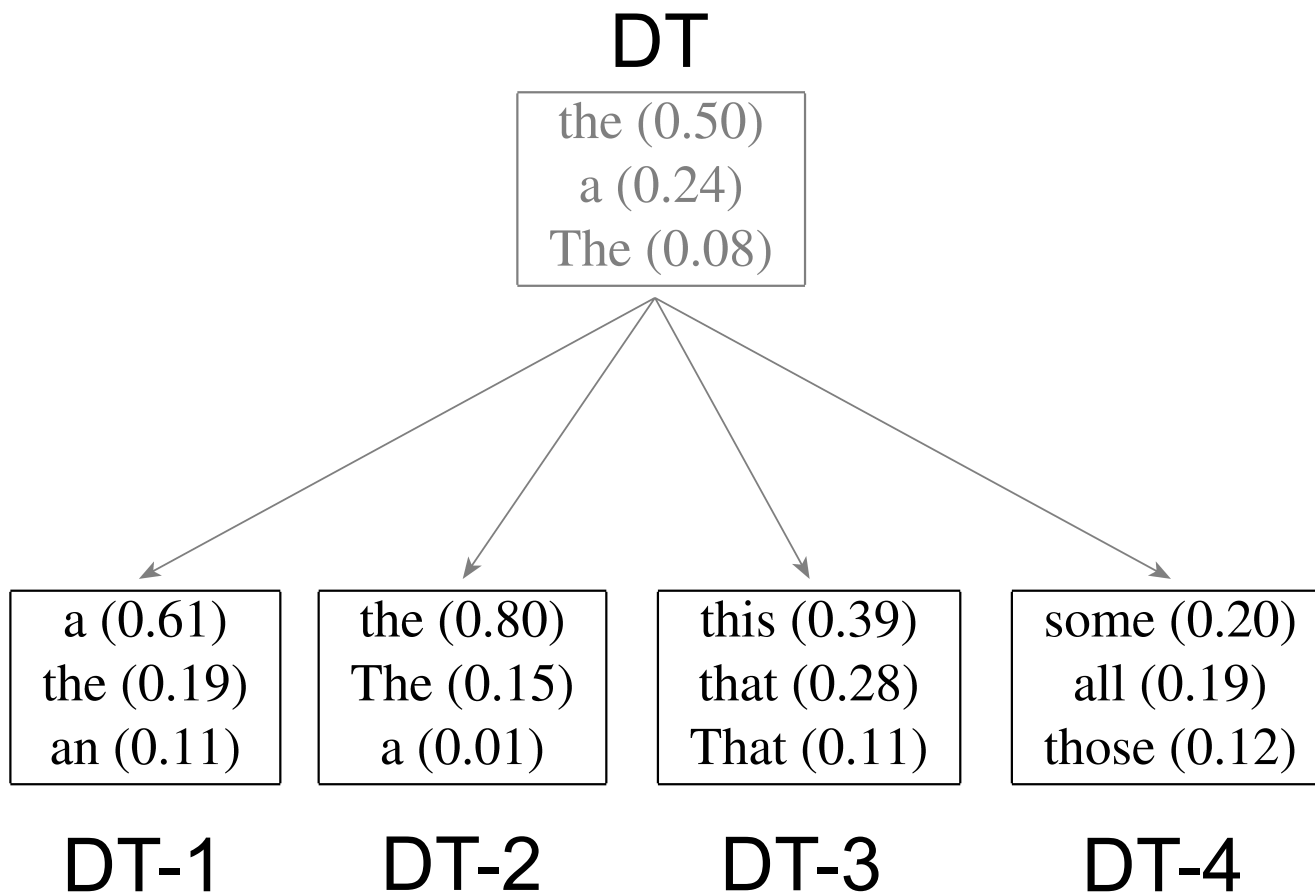 DT
the (0.50)
a (0.24)
The (0.08)
a (0.61)
the (0.19)
an (0.11)
DT-1
the (0.80)
The (0.15)
a (0.01)
DT-2
this (0.39)
that (0.28)
That (0.11)
DT-3
some (0.20)
all (0.19)
those (0.12)
DT-4